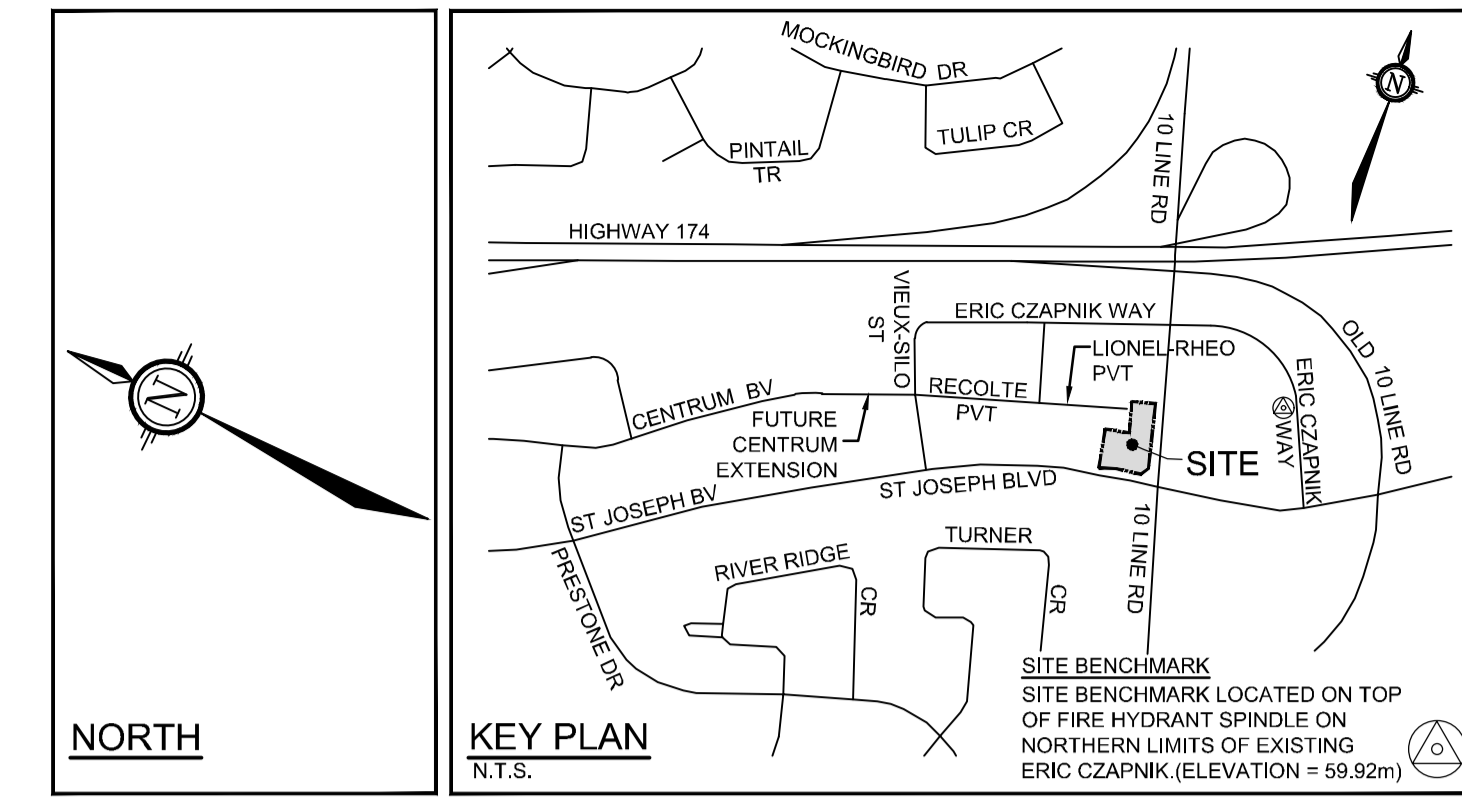 N
NORTH
MOCKINGBIRD DR
TULIP CR
PINTAIL
TR
10 LINE RD
N
HIGHWAY 174
VIEUX-SILO
ST
ERIC CZAPNIK WAY
LIONEL-RHEO
PVT
OLD 10 LINE RD
CENTRUM BV
RECOLTE
PVT
FUTURE
CENTRUM
EXTENSION
ERIC CZAPNIK
WAY
SITE
ST JOSEPH BV
ST JOSEPH BLVD
10 LINE RD
PRESTONE DR
RIVER RIDGE
CR
TURNER
CR
SITE BENCHMARK
SITE BENCHMARK LOCATED ON TOP
OF FIRE HYDRANT SPINDLE ON
NORTHERN LIMITS OF EXISTING
ERIC CZAPNIK.(ELEVATION = 59.92m)
KEY PLAN
N.T.S.